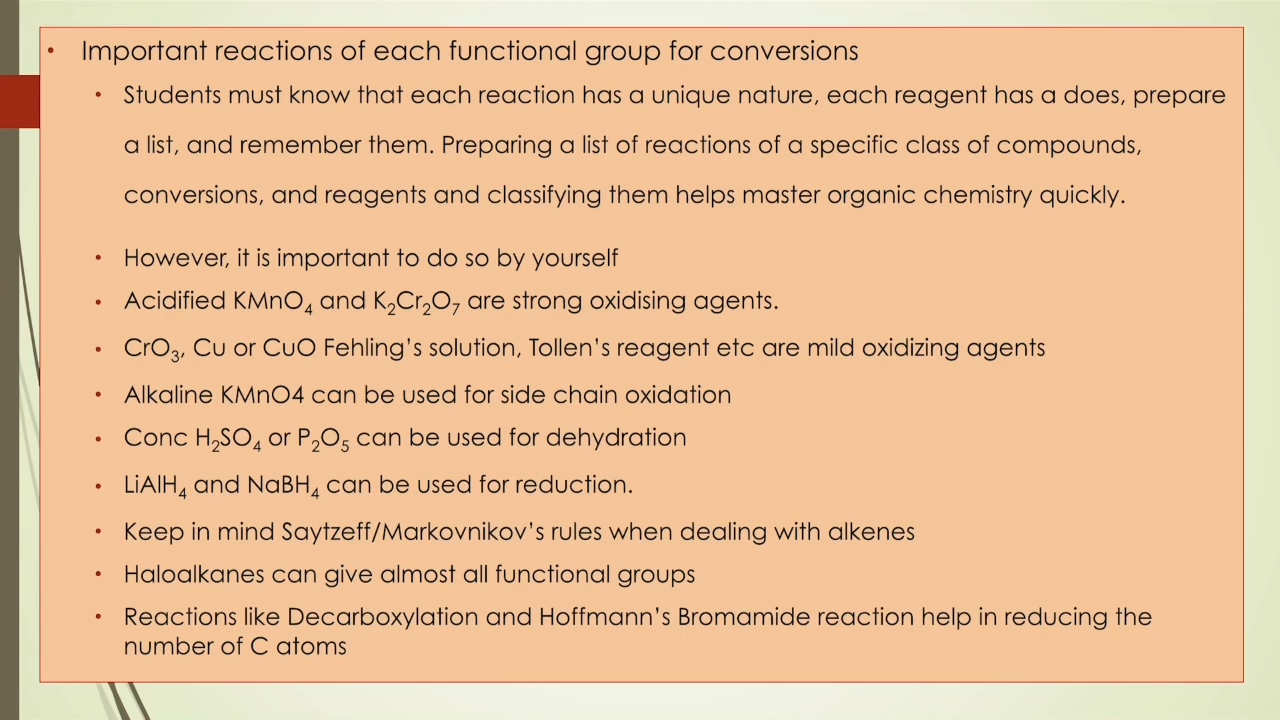 • Important reactions of each functional group for conversions
• Students must know that each reaction has a unique nature, each reagent has a does, prepare
a list, and remember them. Preparing a list of reactions of a specific class of compounds,
conversions, and reagents and classifying them helps master organic chemistry quickly.
• However, it is important to do so by yourself
• Acidified KMnO₄ and K₂Cr₂O₇ are strong oxidising agents.
• CrO₃, Cu or CuO Fehling’s solution, Tollen’s reagent etc are mild oxidizing agents
• Alkaline KMnO4 can be used for side chain oxidation
• Conc H₂SO₄ or P₂O₅ can be used for dehydration
• LiAlH₄ and NaBH₄ can be used for reduction.
• Keep in mind Saytzeff/Markovnikov’s rules when dealing with alkenes
• Haloalkanes can give almost all functional groups
• Reactions like Decarboxylation and Hoffmann’s Bromamide reaction help in reducing the
number of C atoms